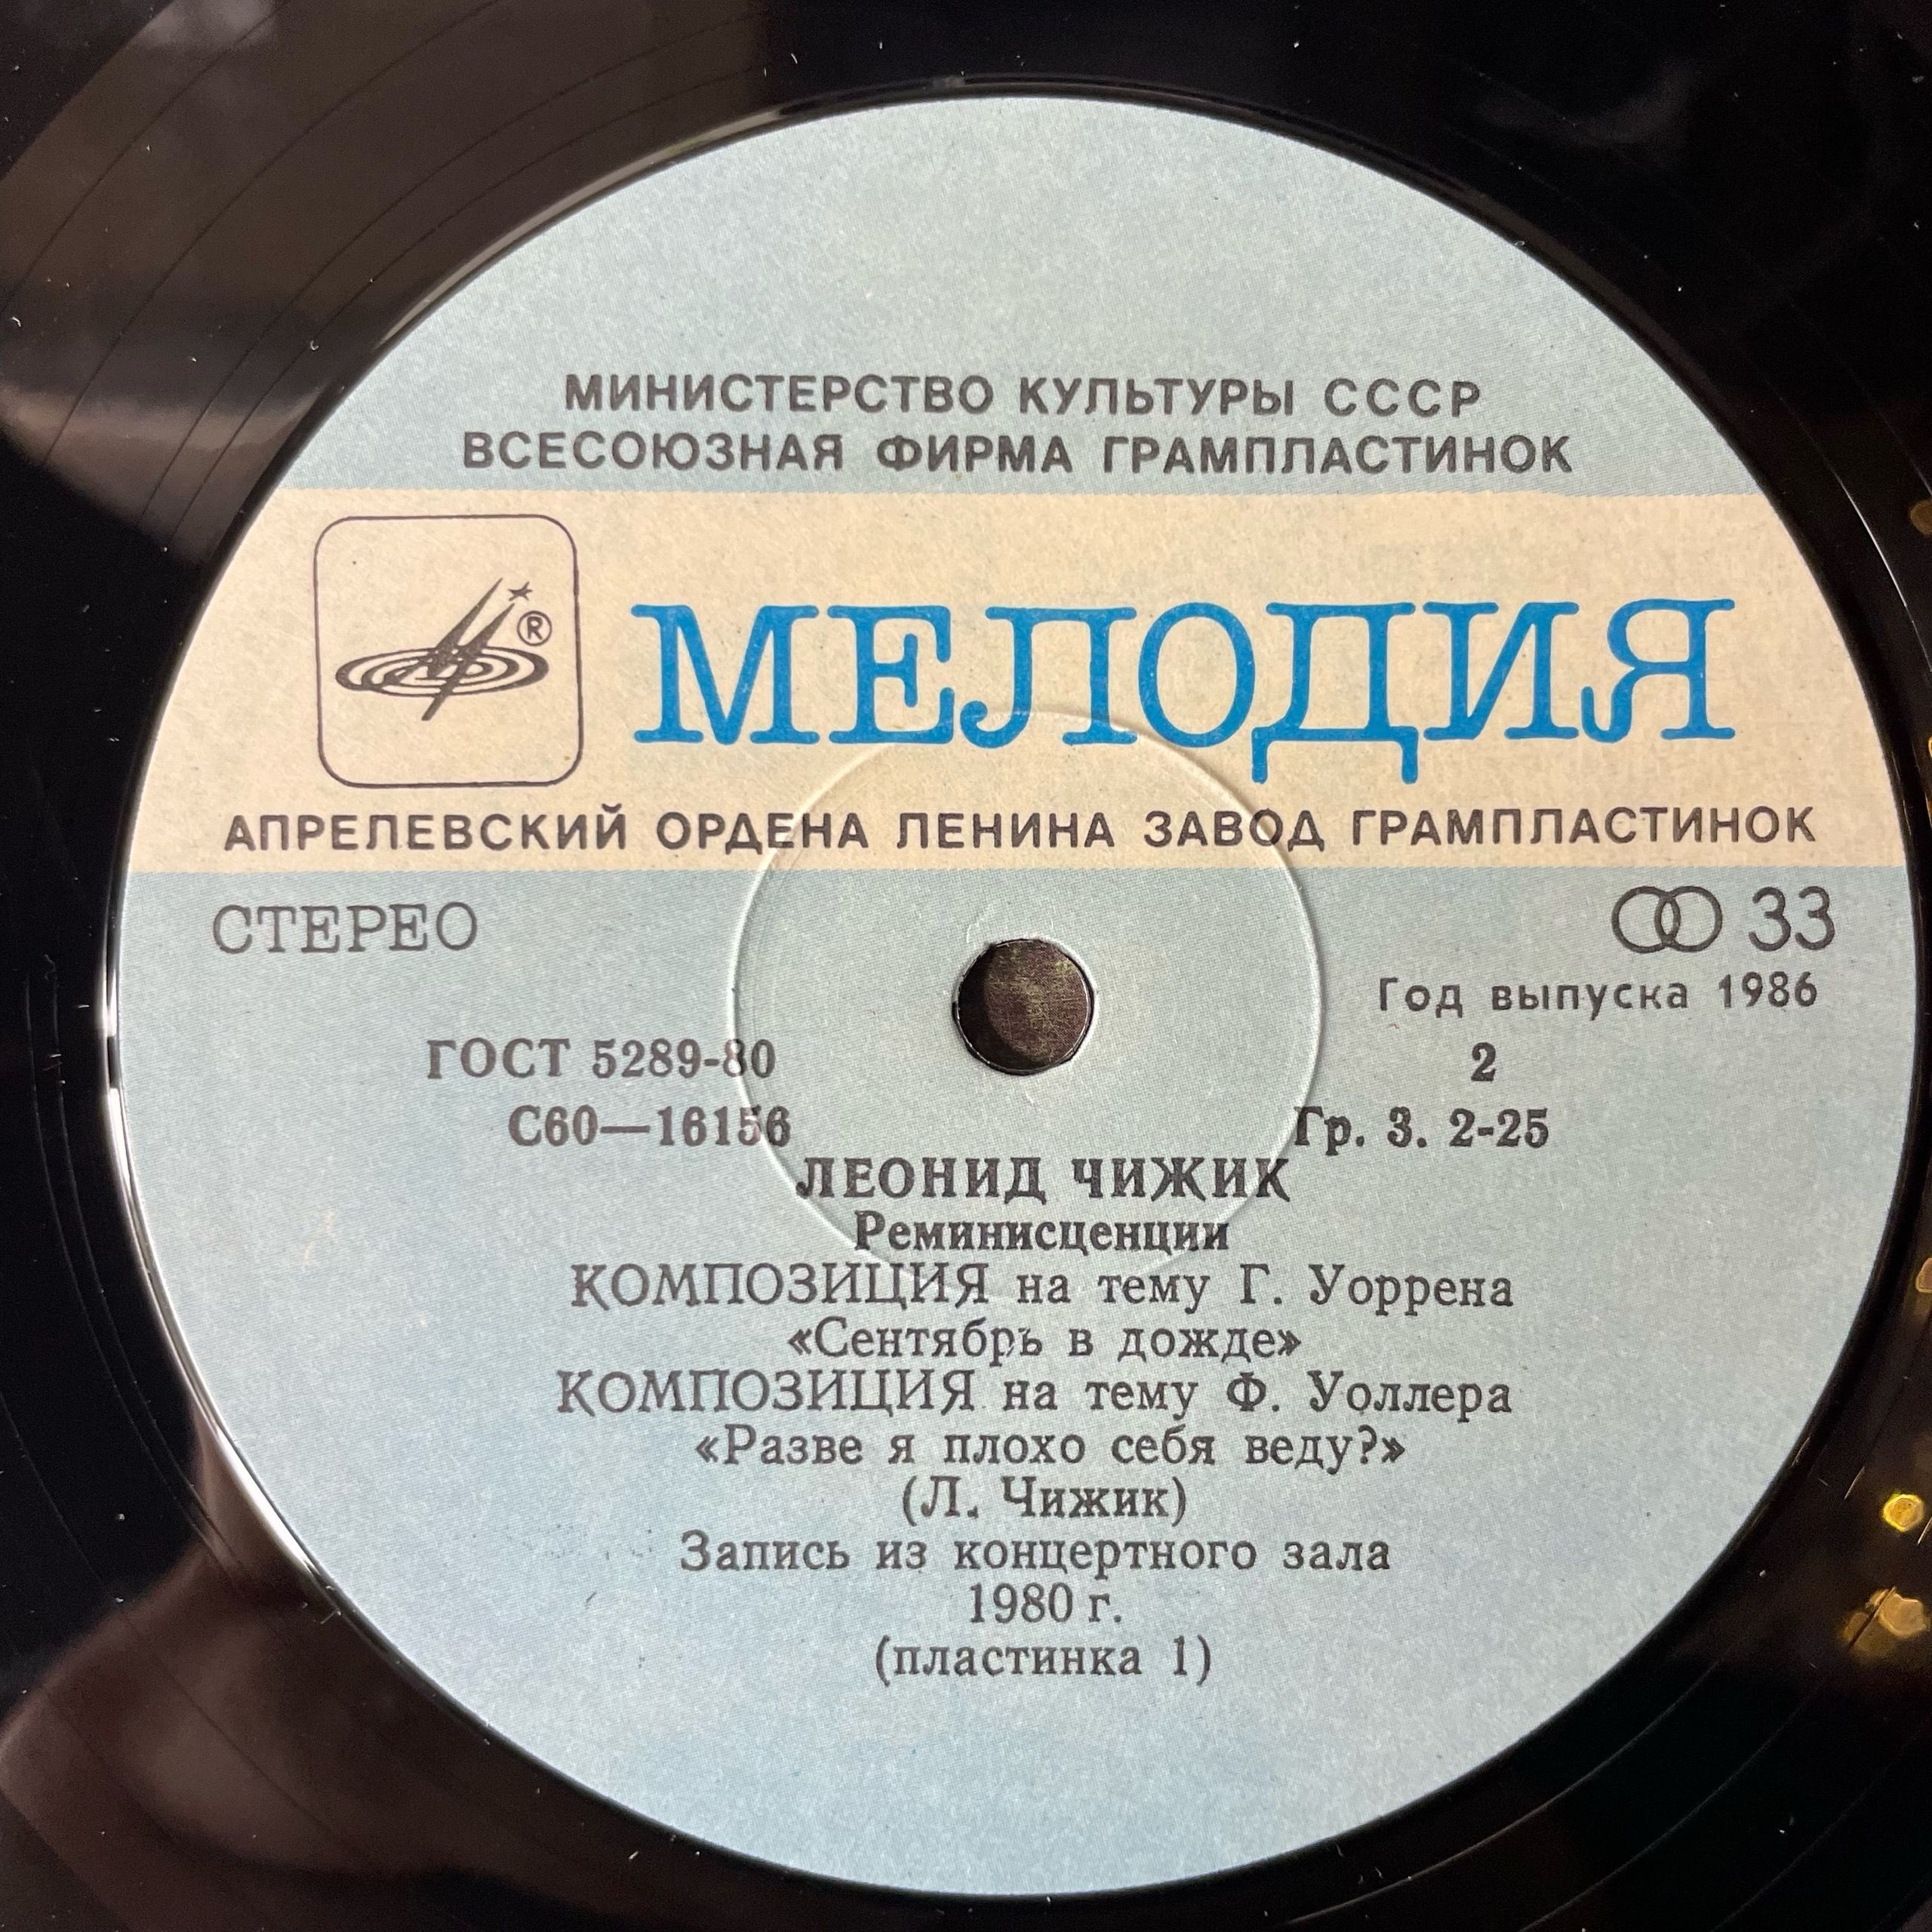 МИНИСТЕРСТВО КУЛЬТУРЫ СССР
ВСЕСОЮЗНАЯ ФИРМА ГРАМПЛАСТИНОК
®
МЕЛОДИЯ
АПРЕЛЕВСКИЙ ОРДЕНА ЛЕНИНА ЗАВОД ГРАМПЛАСТИНОК
СТЕРЕО 33
Год выпуска 1986
ГОСТ 5289-80 2
С60—16156 Гр. 3. 2-25
ЛЕОНИД ЧИЖИК
Реминисценции
КОМПОЗИЦИЯ на тему Г. Уоррена
«Сентябрь в дожде»
КОМПОЗИЦИЯ на тему Ф. Уоллера
«Разве я плохо себя веду?»
(Л. Чижик)
Запись из концертного зала
1980 г.
(пластинка 1)